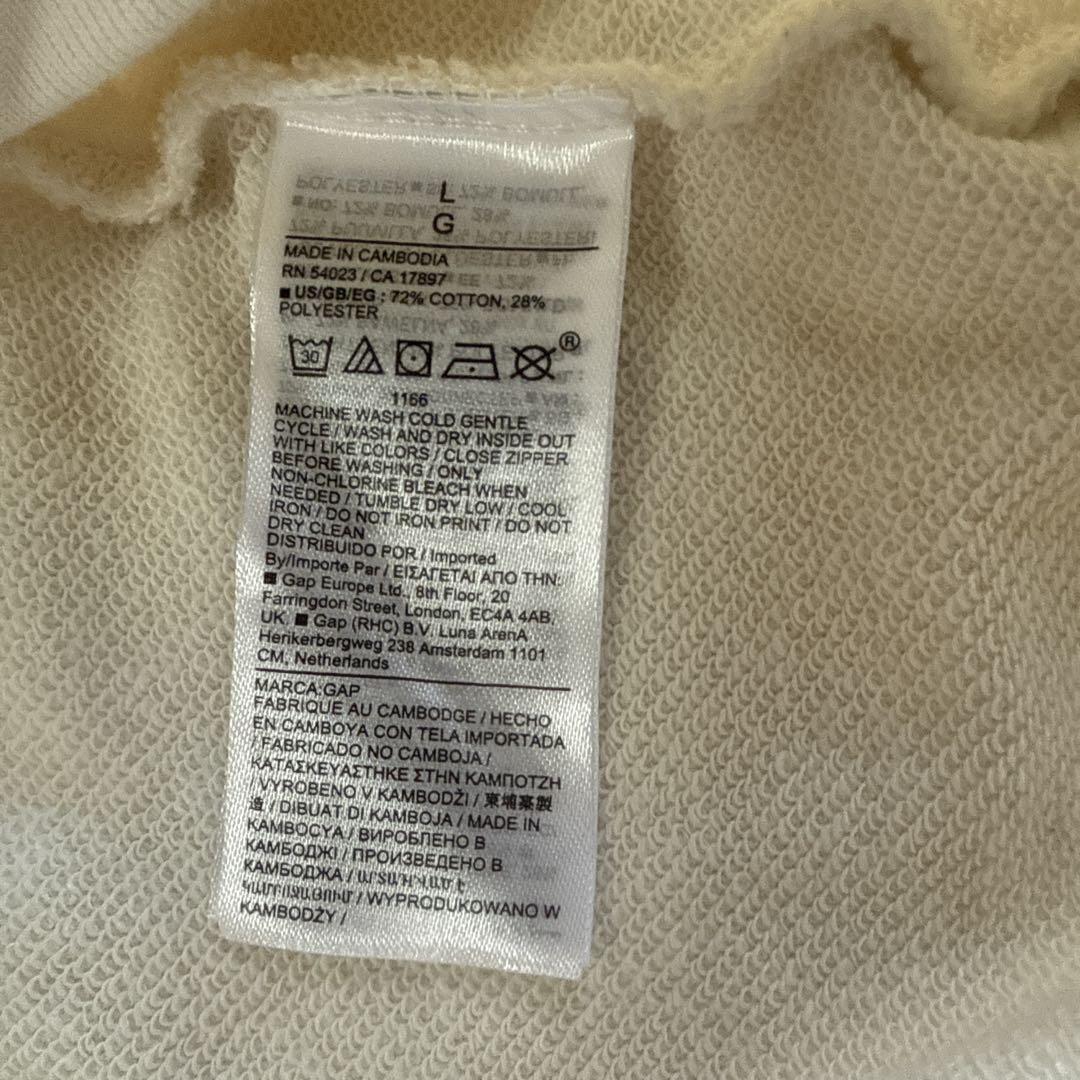 L
G
MADE IN CAMBODIA
RN 54023 / CA 17897
■ US/GB/EG : 72% COTTON, 28%
POLYESTER
30
®
1166
MACHINE WASH COLD GENTLE
CYCLE / WASH AND DRY INSIDE OUT
WITH LIKE COLORS / CLOSE ZIPPER
BEFORE WASHING / ONLY
NON-CHLORINE BLEACH WHEN
NEEDED / TUMBLE DRY LOW / COOL
IRON / DO NOT IRON PRINT / DO NOT
DRY CLEAN
DISTRIBUIDO POR / Imported
By/Importe Par / ΕΙΣΑΓΕΤΑΙ ΑΠΟ ΤΗΝ:
■ Gap Europe Ltd., 8th Floor, 20
Farringdon Street, London, EC4A 4AB,
UK, ■ Gap (RHC) B.V. Luna ArenA
Herikerbergweg 238 Amsterdam 1101
CM, Netherlands
MARCA:GAP
FABRIQUE AU CAMBODGE / HECHO
EN CAMBOYA CON TELA IMPORTADA
/ FABRICADO NO CAMBOJA /
ΚΑΤΑΣΚΕΥΑΣΤΗΚΕ ΣΤΗΝ ΚΑΜΠΟΤΖΗ
/ VYROBENO V KAMBODŽI / 東埔寨製
造 / DIBUAT DI KAMBOJA / MADE IN
KAMBOCYA / ВИРОБЛЕНО В
КАМБОДЖІ / ПРОИЗВЕДЕНО В
КАМБОДЖА /
/ WYPRODUKOWANO W
KAMBODŻY /